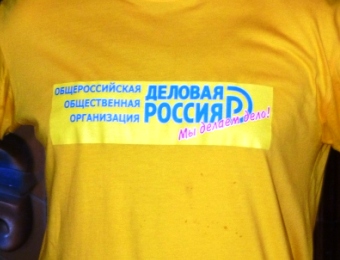 ОБЩЕРОССИЙСКАЯ
ОБЩЕСТВЕННАЯ
ОРГАНИЗАЦИЯ
ДЕЛОВАЯ
РОССИЯ
Мы делаем дело!